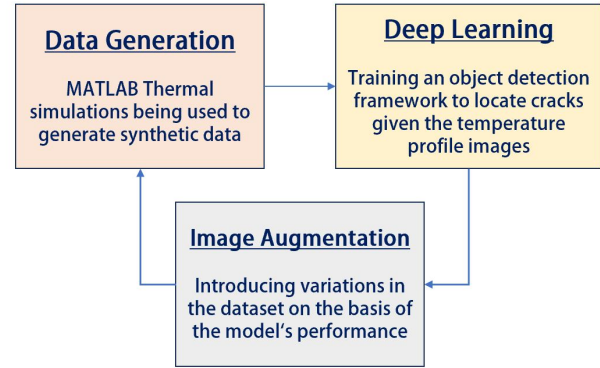 Data Generation
MATLAB Thermal
simulations being used to
generate synthetic data
Deep Learning
Training an object detection
framework to locate cracks
given the temperature
profile images
Image Augmentation
Introducing variations in
the dataset on the basis of
the model‘s performance